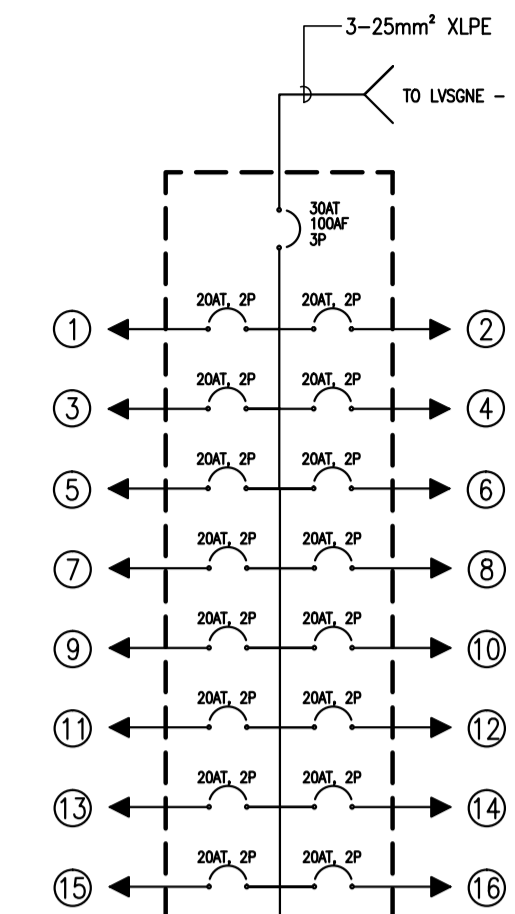 3-25mm² XLPE
TO LVSGNE -
30AT
100AF
3P
20AT, 2P 20AT, 2P
1 2
20AT, 2P 20AT, 2P
3 4
20AT, 2P 20AT, 2P
5 6
20AT, 2P 20AT, 2P
7 8
20AT, 2P 20AT, 2P
9 10
20AT, 2P 20AT, 2P
11 12
20AT, 2P 20AT, 2P
13 14
20AT, 2P 20AT, 2P
15 16